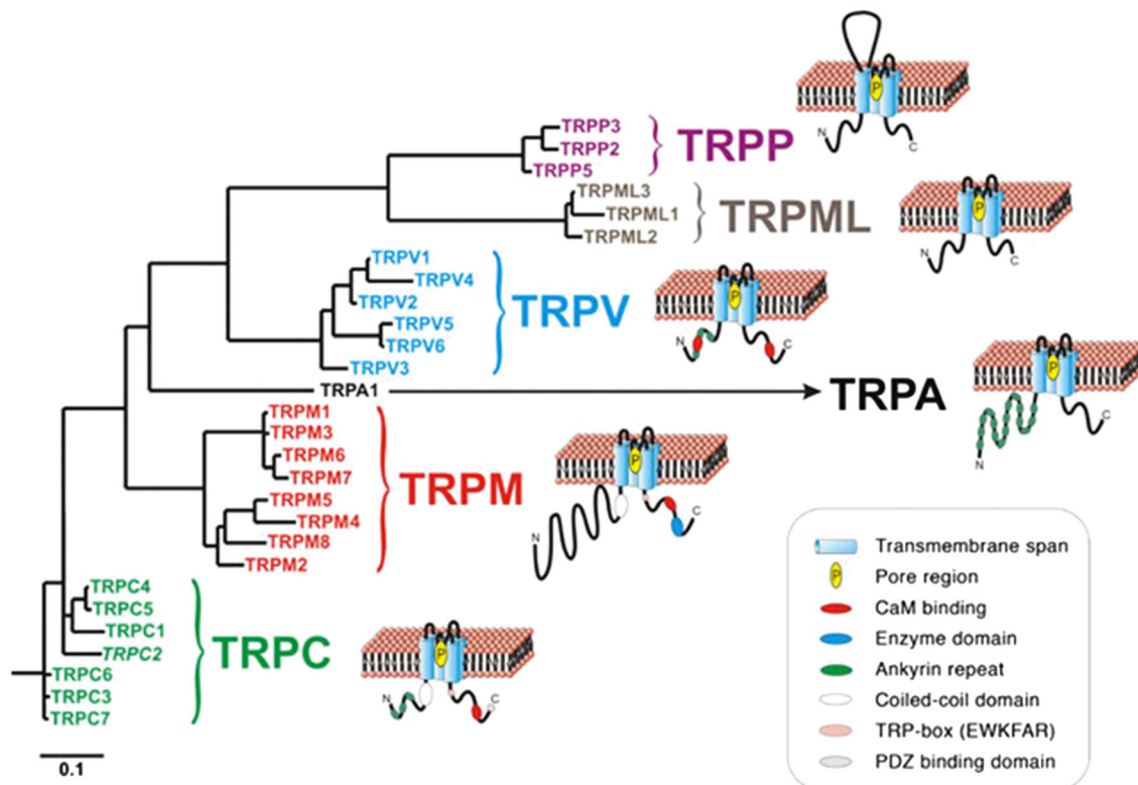 TRPP3
TRPP2
TRPP5
TRPP
P
N
C
TRPML3
TRPML1
TRPML2
TRPML
P
N
C
TRPV1
TRPV4
TRPV2
TRPV5
TRPV6
TRPV3
TRPV
P
N
C
TRPA1
TRPA
P
N
C
TRPM1
TRPM3
TRPM6
TRPM7
TRPM5
TRPM4
TRPM8
TRPM2
TRPM
P
N
C
TRPC4
TRPC5
TRPC1
TRPC2
TRPC6
TRPC3
TRPC7
TRPC
P
N
C
0.1
P
Transmembrane span
Pore region
CaM binding
Enzyme domain
Ankyrin repeat
Coiled-coil domain
TRP-box (EWKFAR)
PDZ binding domain